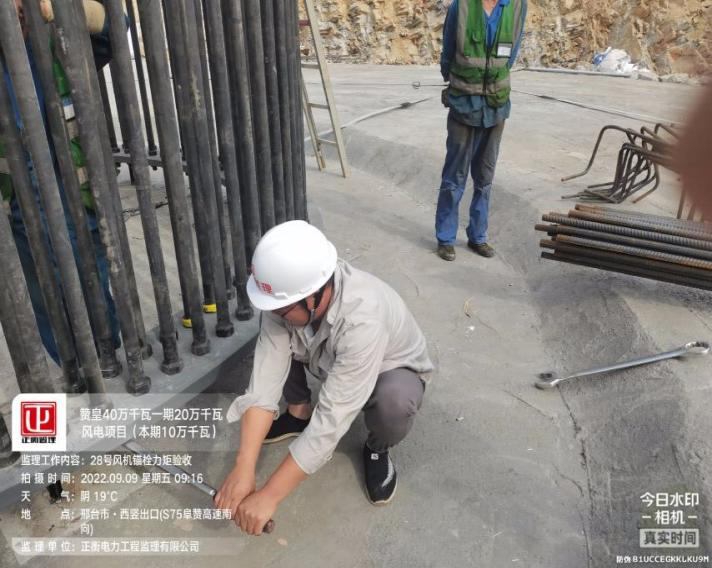 正衡监理
赞皇40万千瓦一期20万千瓦
风电项目（本期10万千瓦）
监理工作内容：28号风机锚栓力矩验收
拍摄时间：2022.09.09 星期五 09:16
天气：阴 19℃
地点：邢台市·西竖出口(S75皋赞高速南
向)
监理单位：正衡电力工程监理有限公司
今日水印
相机
真实时间
防伪 B1UCCEGKKLKU9M